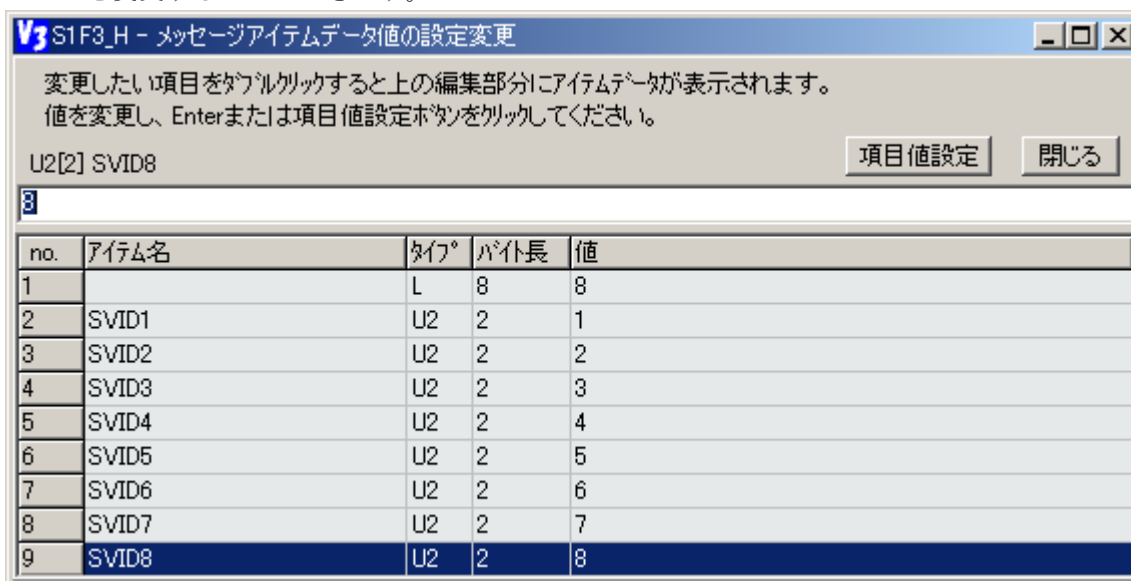 V3 S1F3_H - メッセージアイテムデータ値の設定変更
変更したい項目をﾀﾞﾌﾞﾙｸﾘｯｸすると上の編集部分にｱｲﾃﾑﾃﾞｰﾀが表示されます。
値を変更し、Enterまたは項目値設定ﾎﾞﾀﾝをｸﾘｯｸしてください。
U2[2] SVID8 項目値設定 閉じる
8
no. ｱｲﾃﾑ名 ﾀｲﾌﾟ ﾊﾞｲﾄ長 値
1 L 8 8
2 SVID1 U2 2 1
3 SVID2 U2 2 2
4 SVID3 U2 2 3
5 SVID4 U2 2 4
6 SVID5 U2 2 5
7 SVID6 U2 2 6
8 SVID7 U2 2 7
9 SVID8 U2 2 8